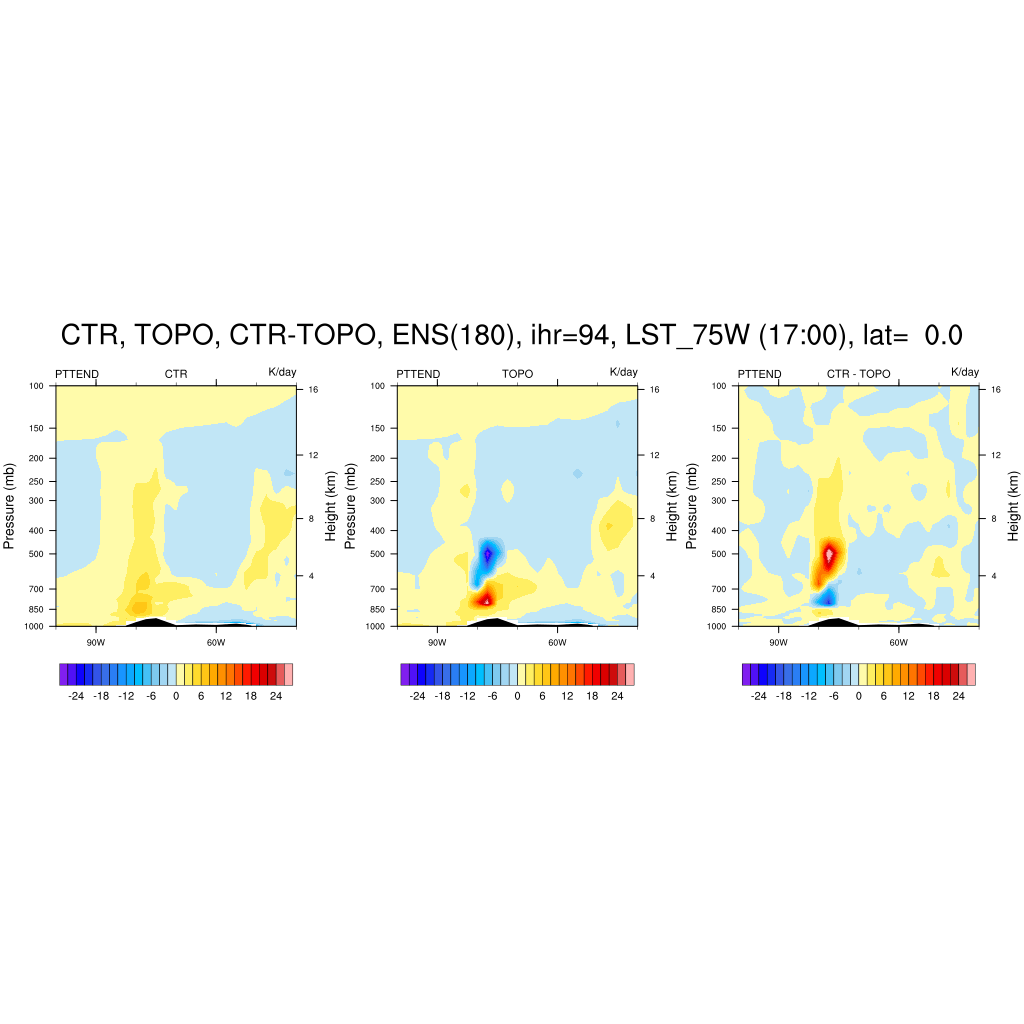 CTR, TOPO, CTR-TOPO, ENS(180), ihr=94, LST_75W (17:00), lat= 0.0
PTTEND CTR K/day
100
150
200
250
300
400
500
700
850
1000
Pressure (mb)
16
12
8
4
Height (km)
90W 60W
-24 -18 -12 -6 0 6 12 18 24
PTTEND TOPO K/day
100
150
200
250
300
400
500
700
850
1000
Pressure (mb)
16
12
8
4
Height (km)
90W 60W
-24 -18 -12 -6 0 6 12 18 24
PTTEND CTR - TOPO K/day
100
150
200
250
300
400
500
700
850
1000
Pressure (mb)
16
12
8
4
Height (km)
90W 60W
-24 -18 -12 -6 0 6 12 18 24